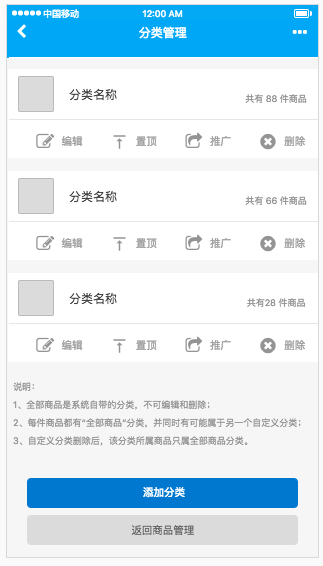 中国移动 12:00 AM
分类管理
分类名称 共有 88 件商品
编辑 置顶 推广 删除
分类名称 共有 66 件商品
编辑 置顶 推广 删除
分类名称 共有28 件商品
编辑 置顶 推广 删除
说明：
1、全部商品是系统自带的分类，不可编辑和删除；
2、每件商品都有“全部商品”分类，并同时有可能属于另一个自定义分类；
3、自定义分类删除后，该分类所属商品只属全部商品分类。
添加分类
返回商品管理